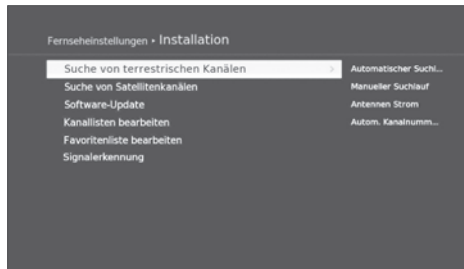 Fernseheinstellungen • Installation
Suche von terrestrischen Kanälen
Suche von Satellitenkanälen
Software-Update
Kanallisten bearbeiten
Favoritenliste bearbeiten
Signalerkennung
Automatischer Suchl...
Manueller Suchlauf
Antennen Strom
Autom. Kanalnumm...